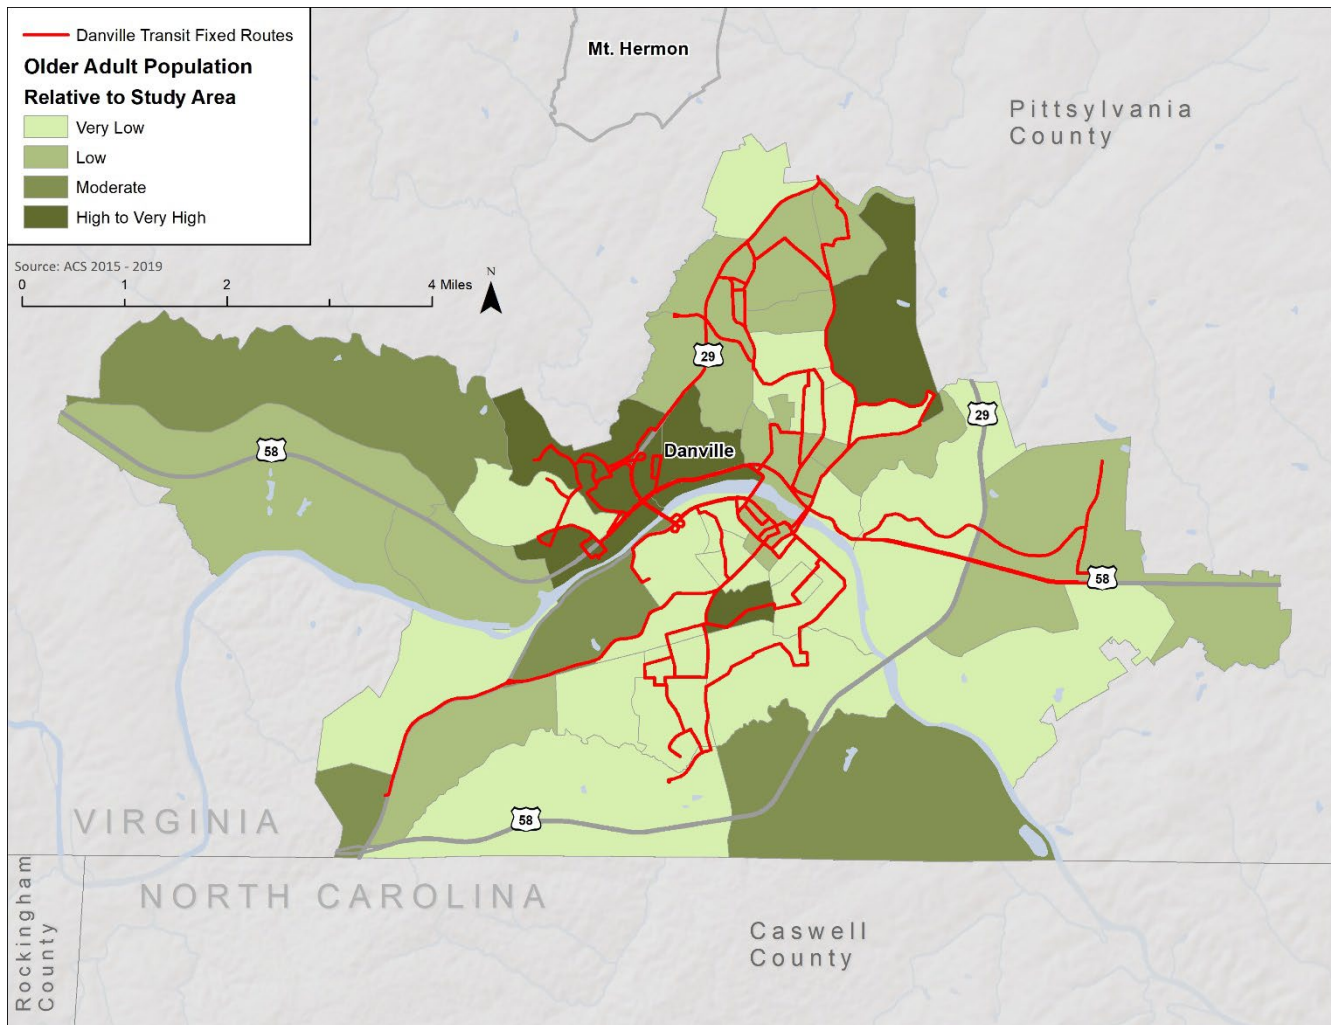 Danville Transit Fixed Routes
Older Adult Population
Relative to Study Area
Very Low
Low
Moderate
High to Very High
Source: ACS 2015 - 2019
0 1 2 4 Miles
N
Mt. Hermon
Pittsylvania
County
29
29
Danville
58
58
58
VIRGINIA
NORTH CAROLINA
Rockingham
County
Caswell
County